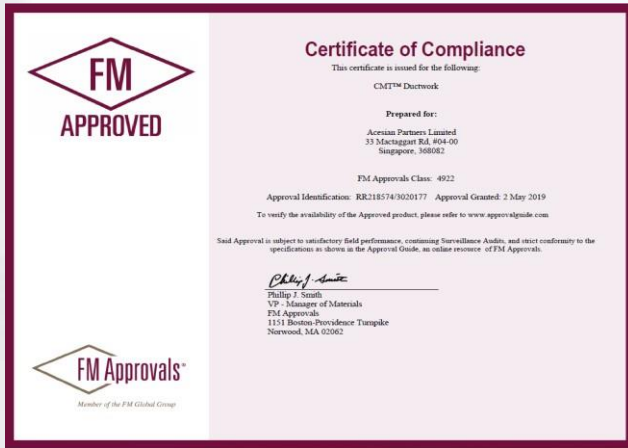 FM
APPROVED
Certificate of Compliance
This certificate is issued for the following:
CMT™ Ductwork
Prepared for:
Acesian Partners Limited
33 Mactaggart Rd, #04-00
Singapore, 368082
FM Approvals Class: 4922
Approval Identification: RR218574/3020177 Approval Granted: 2 May 2019
To verify the availability of the Approved product, please refer to www.approvalguide.com
Said Approval is subject to satisfactory field performance, continuing Surveillance Audits, and strict conformity to the
specifications as shown in the Approval Guide, an online resource of FM Approvals.
Phillip J. Smith
Phillip J. Smith
VP - Manager of Materials
FM Approvals
1151 Boston-Providence Turnpike
Norwood, MA 02062
FM Approvals®
Member of the FM Global Group